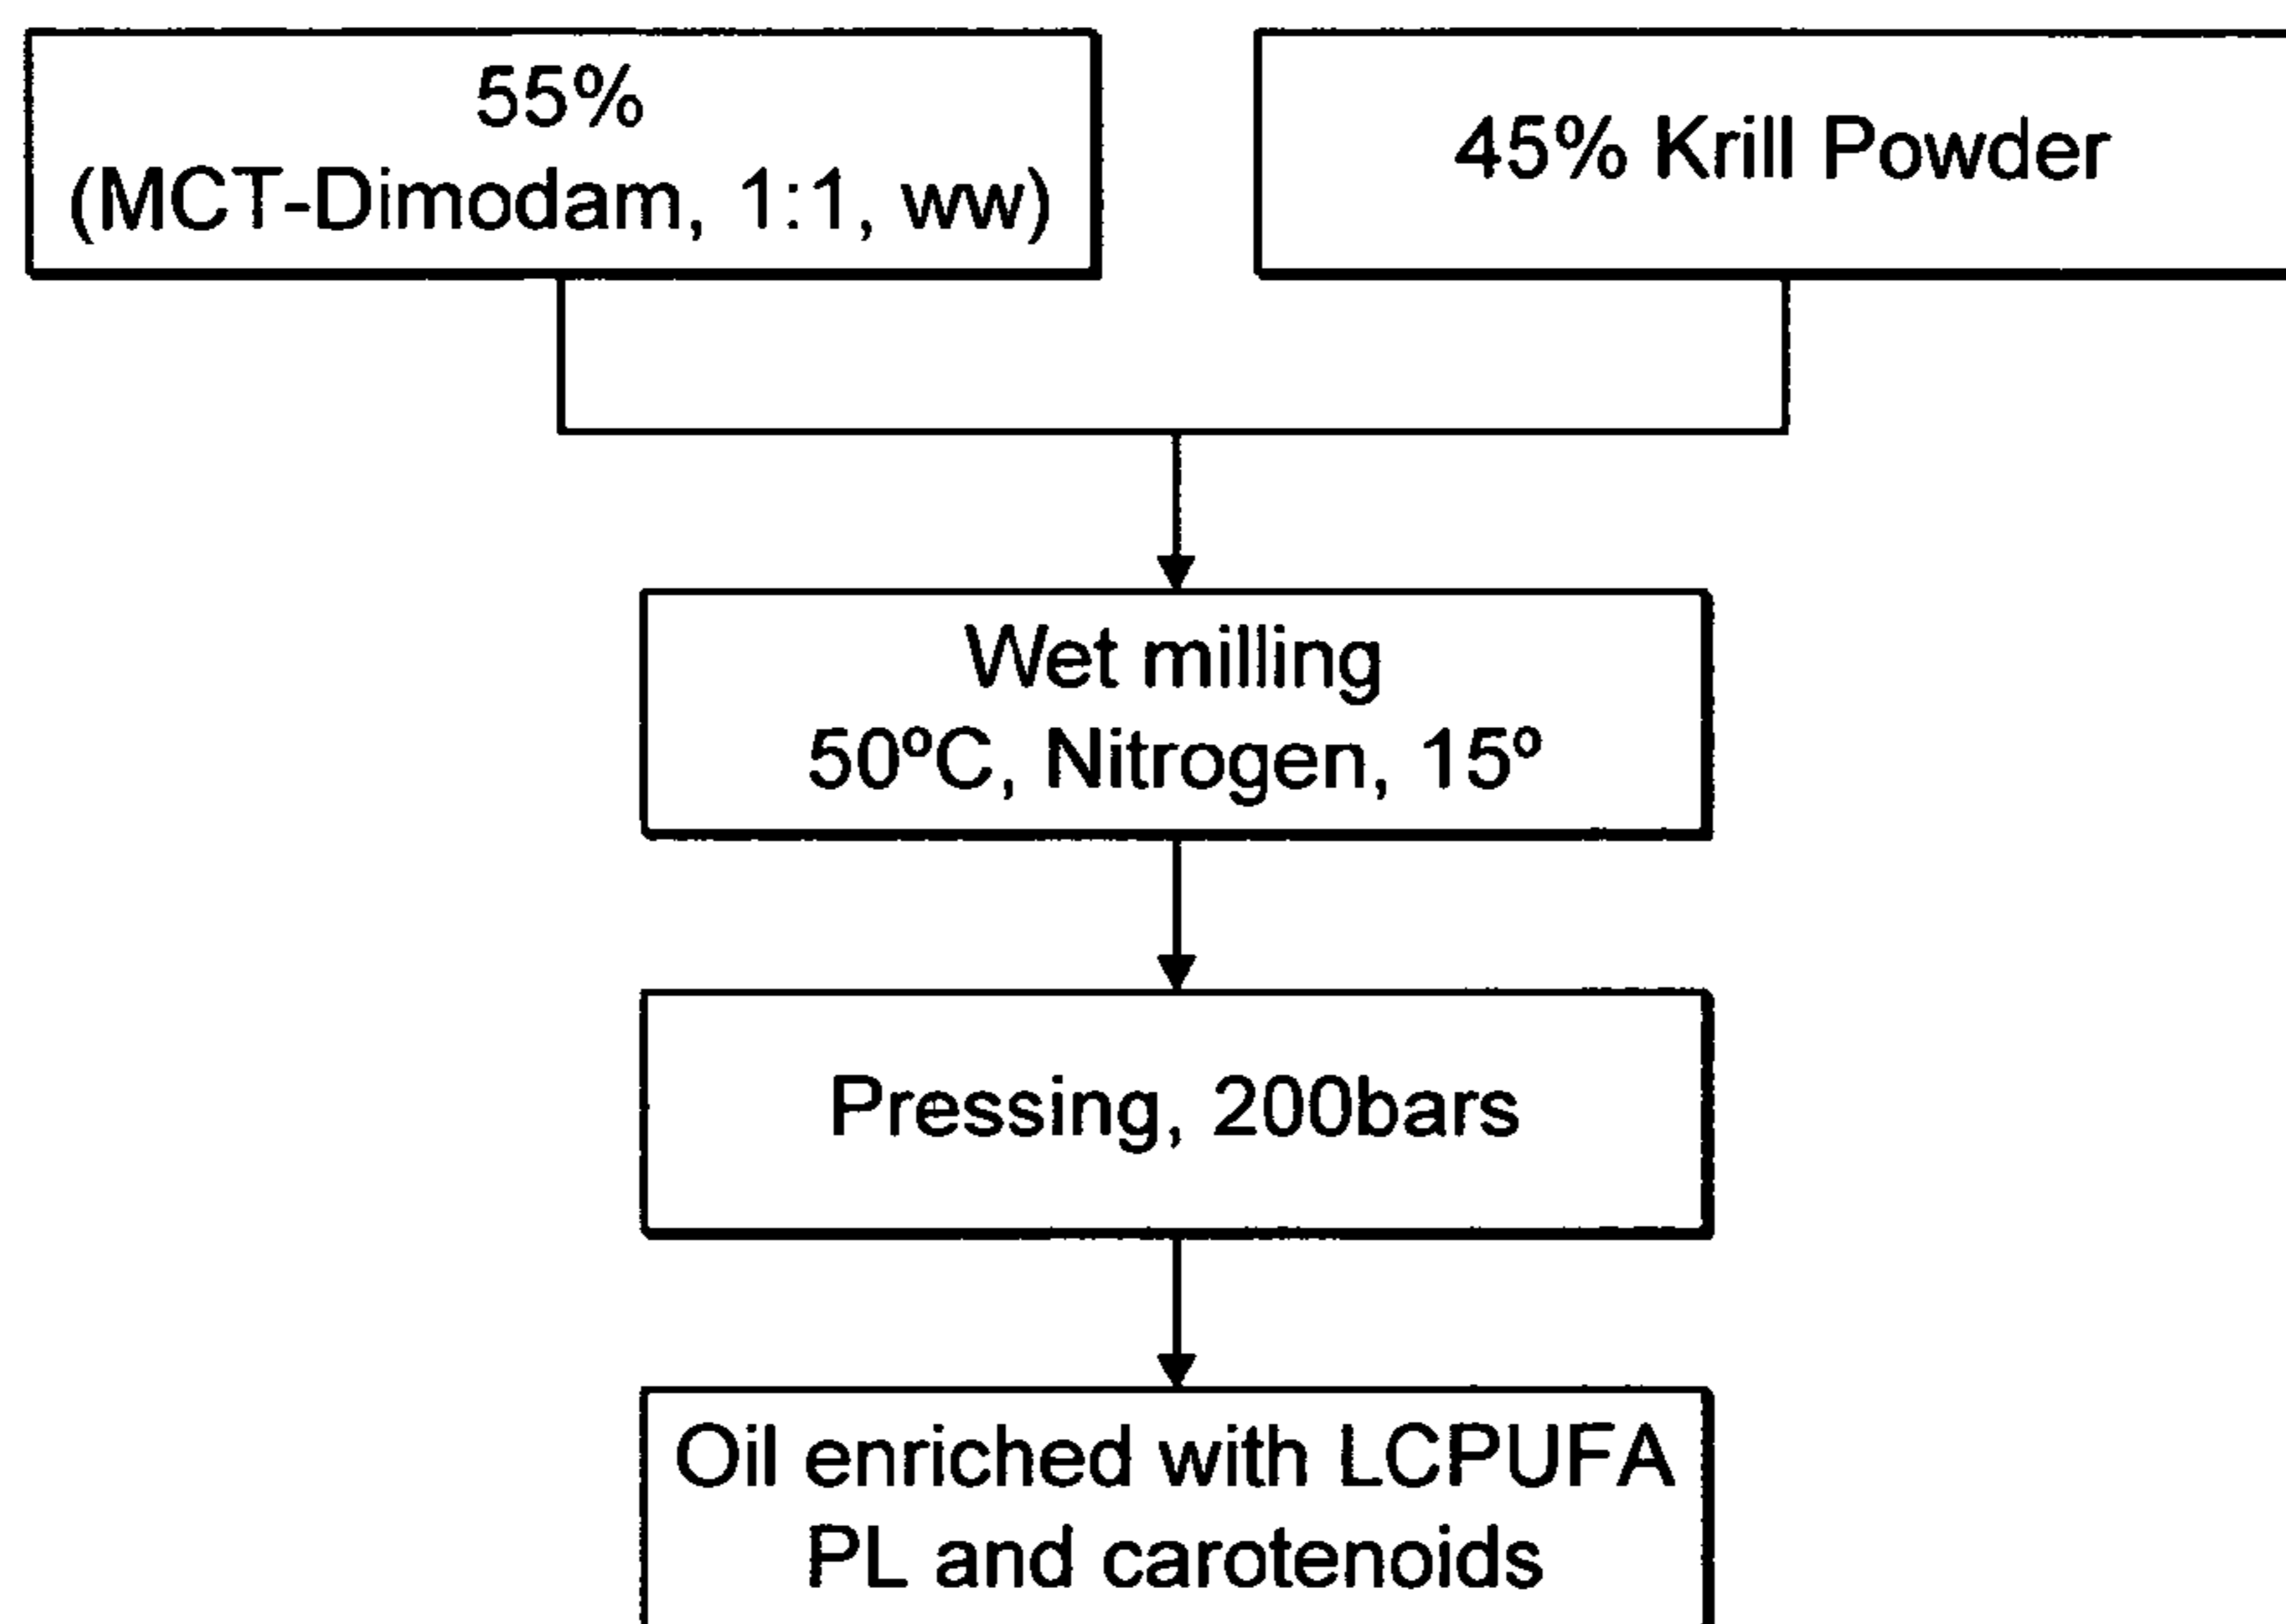 55%
(MCT-Dimodam, 1:1, ww)
45% Krill Powder
Wet milling
50ºC, Nitrogen, 15º
Pressing, 200bars
Oil enriched with LCPUFA
PL and carotenoids